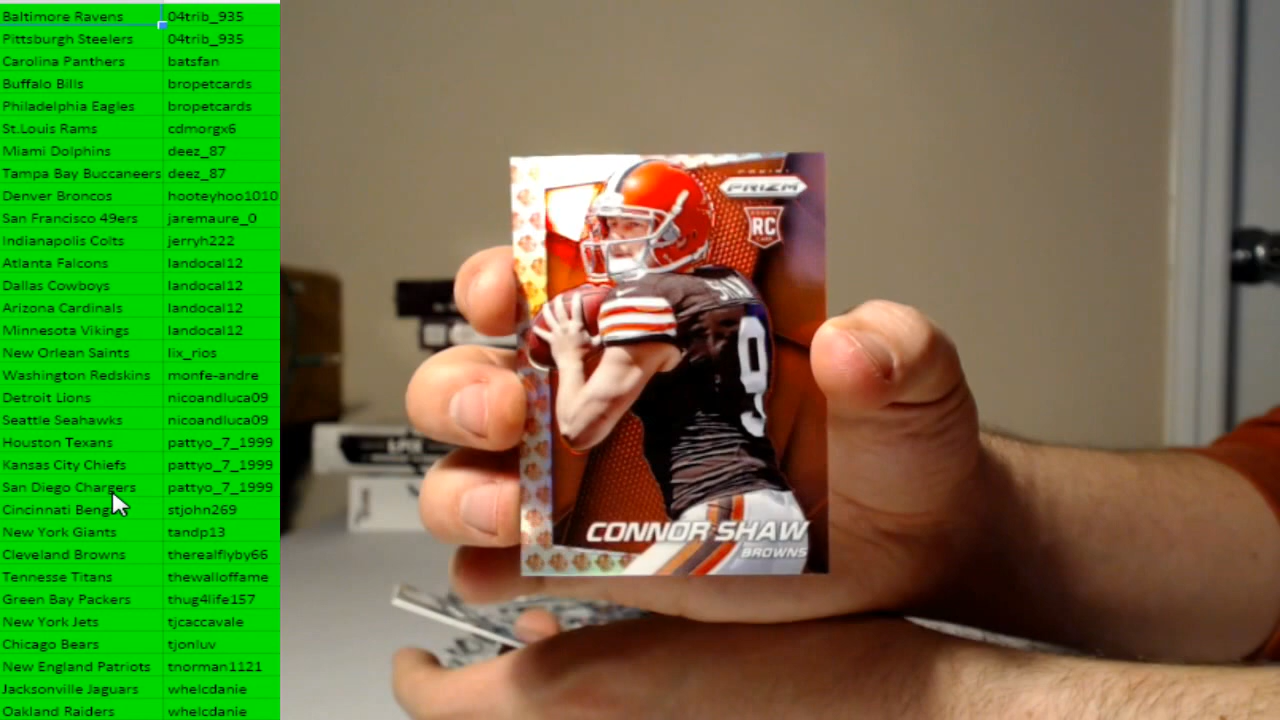 Baltimore Ravens 04trib_935
Pittsburgh Steelers 04trib_935
Carolina Panthers batsfan
Buffalo Bills bropetcards
Philadelphia Eagles bropetcards
St.Louis Rams cdmorgx6
Miami Dolphins deez_87
Tampa Bay Buccaneers deez_87
Denver Broncos hooteyhoo1010
San Francisco 49ers jaremaure_0
Indianapolis Colts jerryh222
Atlanta Falcons landocal12
Dallas Cowboys landocal12
Arizona Cardinals landocal12
Minnesota Vikings landocal12
New Orlean Saints lix_rios
Washington Redskins monfe-andre
Detroit Lions nicoandluca09
Seattle Seahawks nicoandluca09
Houston Texans pattyo_7_1999
Kansas City Chiefs pattyo_7_1999
San Diego Chargers pattyo_7_1999
Cincinnati stjohn269
New York Giants tandp13
Cleveland Browns therealflyby66
Tennesse Titans thewalloffame
Green Bay Packers thug4life157
New York Jets tjcaccavale
Chicago Bears tjonluv
New England Patriots tnorman1121
Jacksonville Jaguars whelcdanie
Oakland Raiders whelcdanie
PRIZM
ROOKIE
RC
CARD
9
CONNOR SHAW
BROWNS